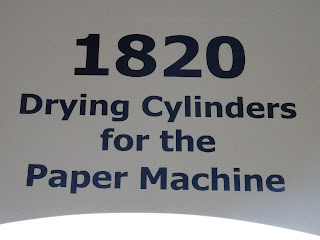 1820
Drying Cylinders
for the
Paper Machine